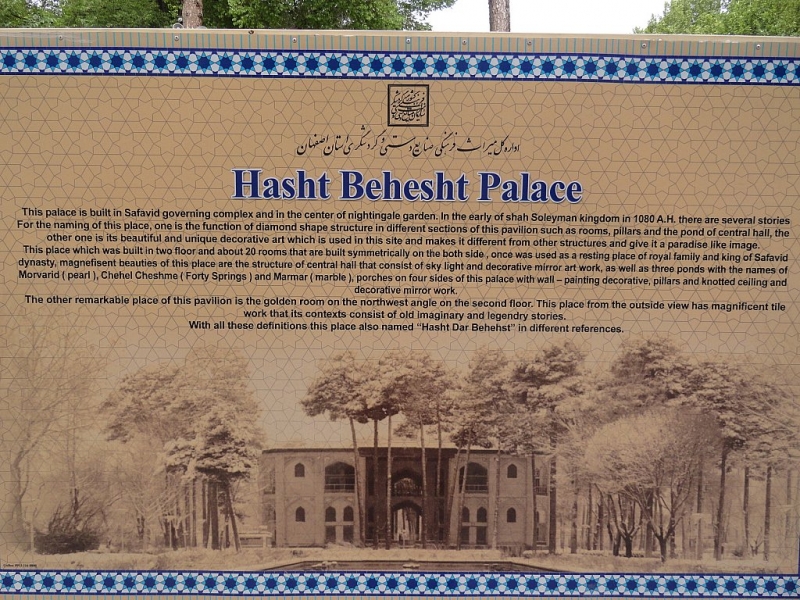 اداره کل میراث فرهنگی صنایع دستی و گردشگری استان اصفهان
Hasht Behesht Palace
This palace is built in Safavid governing complex and in the center of nightingale garden. In the early of shah Soleyman kingdom in 1080 A.H. there are several stories
For the naming of this place, one is the function of diamond shape structure in different sections of this pavilion such as rooms, pillars and the pond of central hall, the
other one is its beautiful and unique decorative art which is used in this site and makes it different from other structures and give it a paradise like image.
This place which was built in two floor and about 20 rooms that are built symmetrically on the both side , once was used as a resting place of royal family and king of Safavid
dynasty, magnefisent beauties of this place are the structure of central hall that consist of sky light and decorative mirror art work, as well as three ponds with the names of
Morvarid ( pearl ), Chehel Cheshme ( Forty Springs ) and Marmar ( marble ), porches on four sides of this palace with wall – painting decorative, pillars and knotted ceiling and
decorative mirror work.
The other remarkable place of this pavilion is the golden room on the northwest angle on the second floor. This place from the outside view has magnificent tile
work that its contexts consist of old imaginary and legendry stories.
With all these definitions this place also named “Hasht Dar Behehst” in different references.